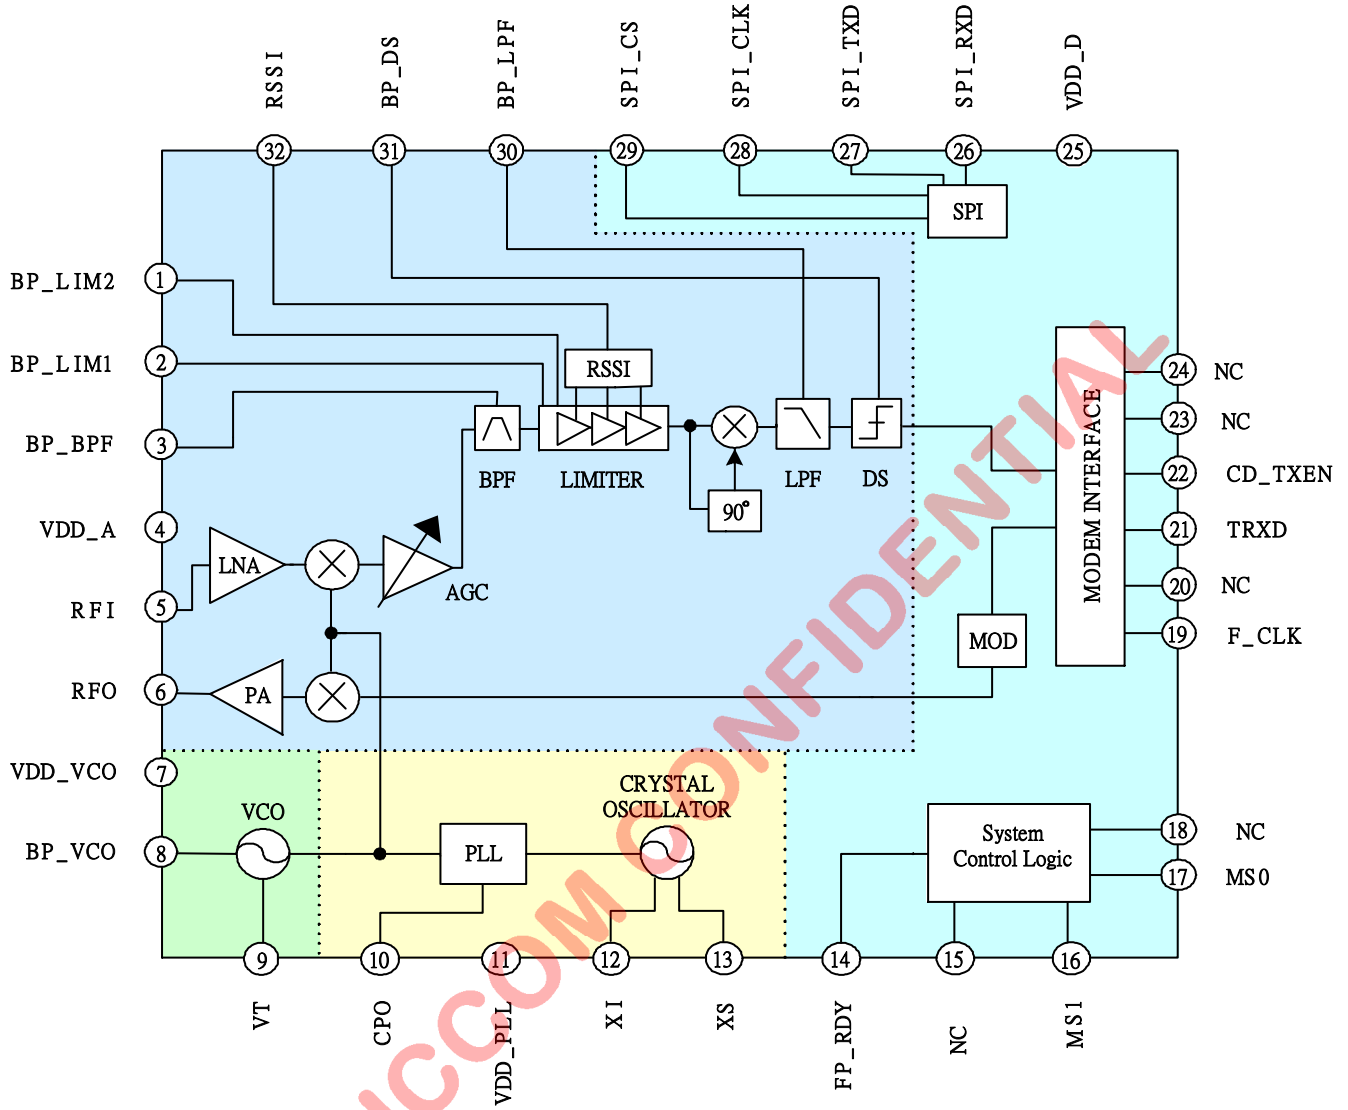 RSSI
BP_DS
BP_LPF
SPI_CS
SPI_CLK
SPI_TXD
SPI_RXD
VDD_D
32
31
30
29
28
27
26
25
SPI
BP_LIM2
1
BP_LIM1
2
RSSI
24
NC
23
NC
BP_BPF
3
BPF
LIMITER
LPF
DS
90°
MODEM INTERFACE
22
CD_TXEN
VDD_A
4
21
TRXD
LNA
AGC
20
NC
RFI
5
MOD
19
F_CLK
RFO
6
PA
VDD_VCO
7
VCO
CRYSTAL
OSCILLATOR
BP_VCO
8
PLL
System
Control Logic
18
NC
17
MS0
9
10
11
12
13
14
15
16
VT
CPO
VDD_PLL
XI
XS
FP_RDY
NC
MS1
CCOM CONFIDENTIAL